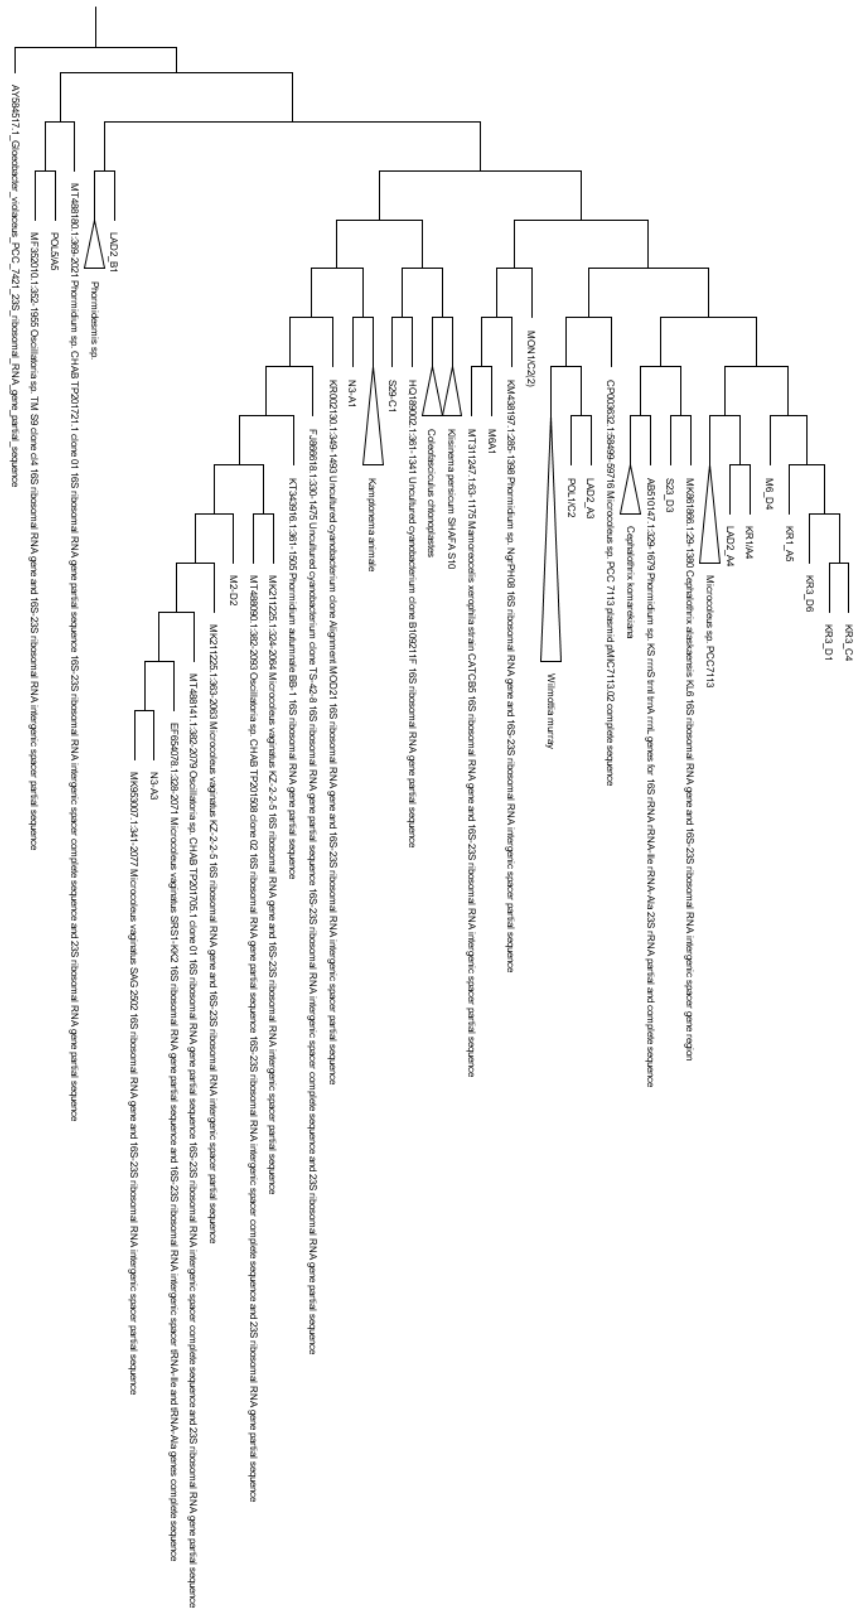 KR3_C4
KR3_D1
KR3_D6
KR1_A5
M6_D4
KR1/A4
LAD2_A4
Microcoleus sp. PCC7113
MK861866.1:29-1380 Cephalothrix alaskaensis KL6 16S ribosomal RNA gene and 16S-23S ribosomal RNA intergenic spacer gene region
S23_D3
AB510147.1:329-1679 Phormidium sp. KS rrnS trnI trnA rrnL genes for 16S rRNA rRNA-Ile rRNA-Ala 23S rRNA partial and complete sequence
Cephalothrix komarekiana
CP003632.1:58499-59716 Microcoleus sp. PCC 7113 plasmid pMIC7113.02 complete sequence
LAD2_A3
POL1/C2
Wilmottia murray
MON1/C2(2)
KM438197.1:285-1398 Phormidium sp. NgrPH08 16S ribosomal RNA gene and 16S-23S ribosomal RNA intergenic spacer partial sequence
M6A1
MT311247.1:63-1175 Marmoreocelis xerophila strain CATCB5 16S ribosomal RNA gene and 16S-23S ribosomal RNA intergenic spacer partial sequence
Klisinema persicum SHAFA S10
Coleofasciculus chtonoplastes
HQ189002.1:361-1341 Uncultured cyanobacterium clone B109211F 16S ribosomal RNA gene partial sequence
S29-C1
Kamptonema animale
N3-A1
KR002130.1:349-1493 Uncultured cyanobacterium clone Alignment MOD21 16S ribosomal RNA gene and 16S-23S ribosomal RNA intergenic spacer partial sequence
FJ866618.1:330-1475 Uncultured cyanobacterium clone TS-42-8 16S ribosomal RNA gene partial sequence 16S-23S ribosomal RNA intergenic spacer complete sequence and 23S ribosomal RNA gene partial sequence
KT343916.1:361-1505 Phormidium autumnale BB-1 16S ribosomal RNA gene partial sequence
MK211225.1:324-2064 Microcoleus vaginatus KZ-2-2-5 16S ribosomal RNA gene and 16S-23S ribosomal RNA intergenic spacer partial sequence
MT488090.1:382-2093 Oscillatoria sp. CHAB TP201508 clone 02 16S ribosomal RNA gene partial sequence 16S-23S ribosomal RNA intergenic spacer complete sequence and 23S ribosomal RNA gene partial sequence
M2-D2
MK211225.1:363-2063 Microcoleus vaginatus KZ-2-2-5 16S ribosomal RNA gene and 16S-23S ribosomal RNA intergenic spacer partial sequence
MT488141.1:382-2079 Oscillatoria sp. CHAB TP201705.1 clone 01 16S ribosomal RNA gene partial sequence 16S-23S ribosomal RNA intergenic spacer complete sequence and 23S ribosomal RNA gene partial sequence
EF654078.1:328-2071 Microcoleus vaginatus SRS1-KK2 16S ribosomal RNA gene partial sequence and 16S-23S ribosomal RNA intergenic spacer tRNA-Ile and tRNA-Ala genes complete sequence
N3-A3
MK953007.1:341-2077 Microcoleus vaginatus SAG 2502 16S ribosomal RNA gene and 16S-23S ribosomal RNA intergenic spacer partial sequence
LAD2_B1
Phormidesmis sp.
MT488180.1:369-2021 Phormidium sp. CHAB TP201721.1 clone 01 16S ribosomal RNA gene partial sequence 16S-23S ribosomal RNA intergenic spacer complete sequence and 23S ribosomal RNA gene partial sequence
POL5/A5
MF352010.1:352-1955 Oscillatoria sp. TM S9 clone cl4 16S ribosomal RNA gene and 16S-23S ribosomal RNA intergenic spacer partial sequence
AY584517.1_Gloeobacter_violaceus_PCC_7421_23S_ribosomal_RNA_gene_partial_sequence